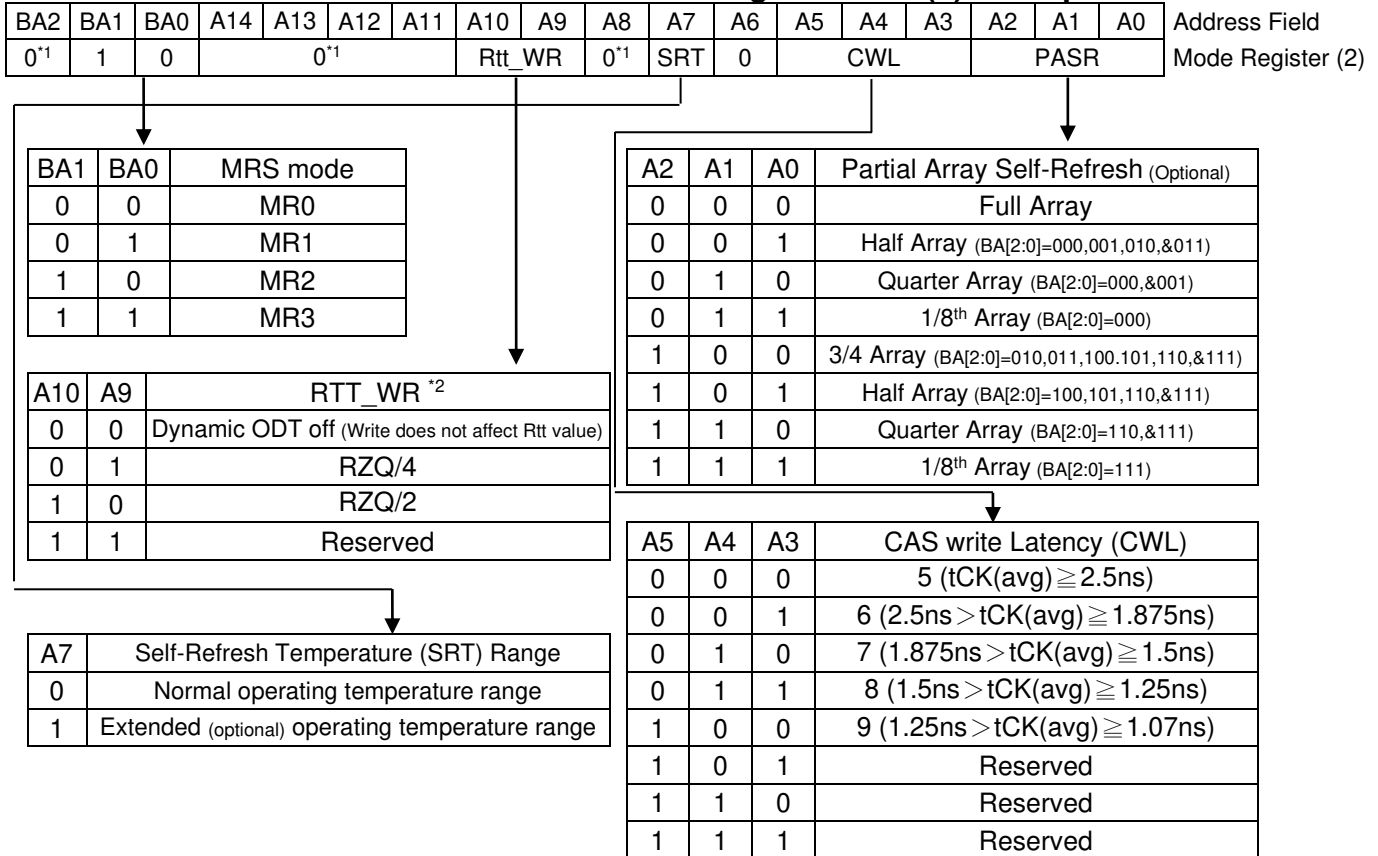 BA2 BA1 BA0 A14 A13 A12 A11 A10 A9 A8 A7 A6 A5 A4 A3 A2 A1 A0 Address Field
0*1 1 0 0*1 Rtt_WR 0*1 SRT 0 CWL PASR Mode Register (2)
BA1 BA0 MRS mode
0 0 MR0
0 1 MR1
1 0 MR2
1 1 MR3
A2 A1 A0 Partial Array Self-Refresh (Optional)
0 0 0 Full Array
0 0 1 Half Array (BA[2:0]=000,001,010,&011)
0 1 0 Quarter Array (BA[2:0]=000,&001)
0 1 1 1/8th Array (BA[2:0]=000)
1 0 0 3/4 Array (BA[2:0]=010,011,100.101,110,&111)
1 0 1 Half Array (BA[2:0]=100,101,110,&111)
1 1 0 Quarter Array (BA[2:0]=110,&111)
1 1 1 1/8th Array (BA[2:0]=111)
A10 A9 RTT_WR *2
0 0 Dynamic ODT off (Write does not affect Rtt value)
0 1 RZQ/4
1 0 RZQ/2
1 1 Reserved
A5 A4 A3 CAS write Latency (CWL)
0 0 0 5 (tCK(avg)≧2.5ns)
0 0 1 6 (2.5ns>tCK(avg)≧1.875ns)
0 1 0 7 (1.875ns>tCK(avg)≧1.5ns)
0 1 1 8 (1.5ns>tCK(avg)≧1.25ns)
1 0 0 9 (1.25ns>tCK(avg)≧1.07ns)
1 0 1 Reserved
1 1 0 Reserved
1 1 1 Reserved
A7 Self-Refresh Temperature (SRT) Range
0 Normal operating temperature range
1 Extended (optional) operating temperature range